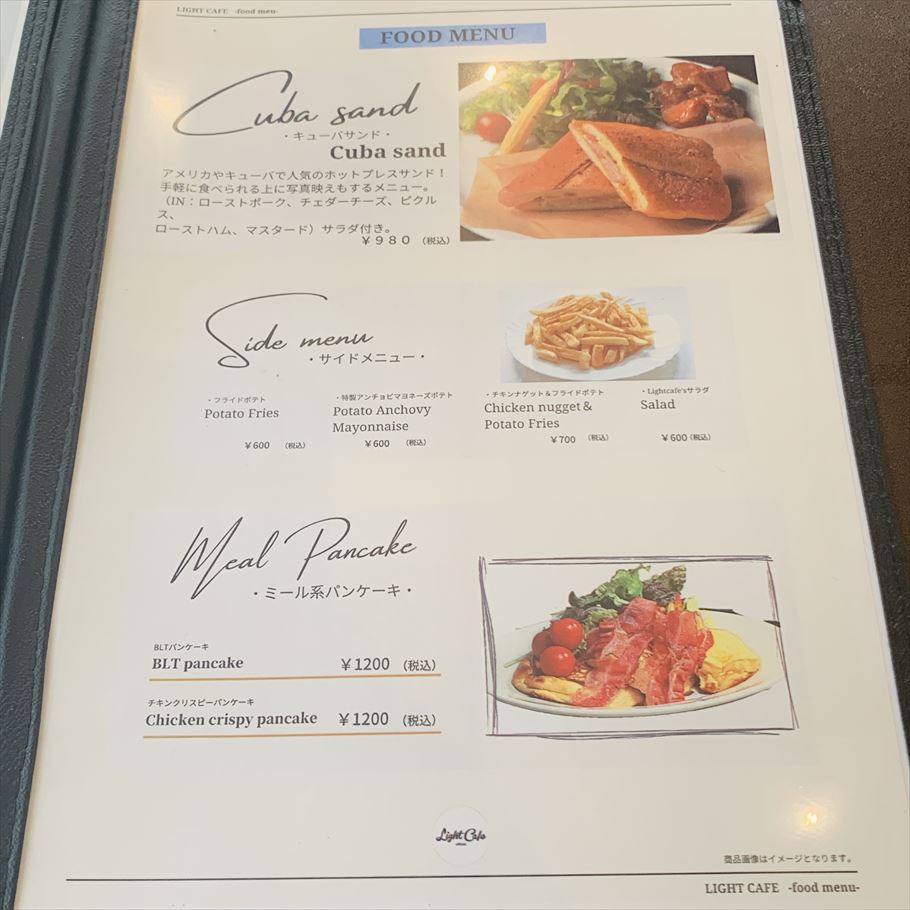 LIGHT CAFE -food menu-
FOOD MENU
Cuba sand
・キューバサンド・
Cuba sand
アメリカやキューバで人気のホットプレスサンド！
手軽に食べられる上に写真映えもするメニュー。
（IN：ローストポーク、チェダーチーズ、ピクル
ス、
ローストハム、マスタード）サラダ付き。
￥９８０ （税込）
Side menu
・サイドメニュー・
・フライドポテト
Potato Fries
￥600 （税込）
・特製アンチョビマヨネーズポテト
Potato Anchovy
Mayonnaise
￥600 （税込）
・チキンナゲット＆フライドポテト
Chicken nugget＆
Potato Fries
￥700 （税込）
・Lightcafe'sサラダ
Salad
￥600（税込）
Meal Pancake
・ミール系パンケーキ・
BLTパンケーキ
BLT pancake ￥1200 （税込）
チキンクリスピーパンケーキ
Chicken crispy pancake ￥1200 （税込）
Light Cafe
商品画像はイメージとなります。
LIGHT CAFE -food menu-